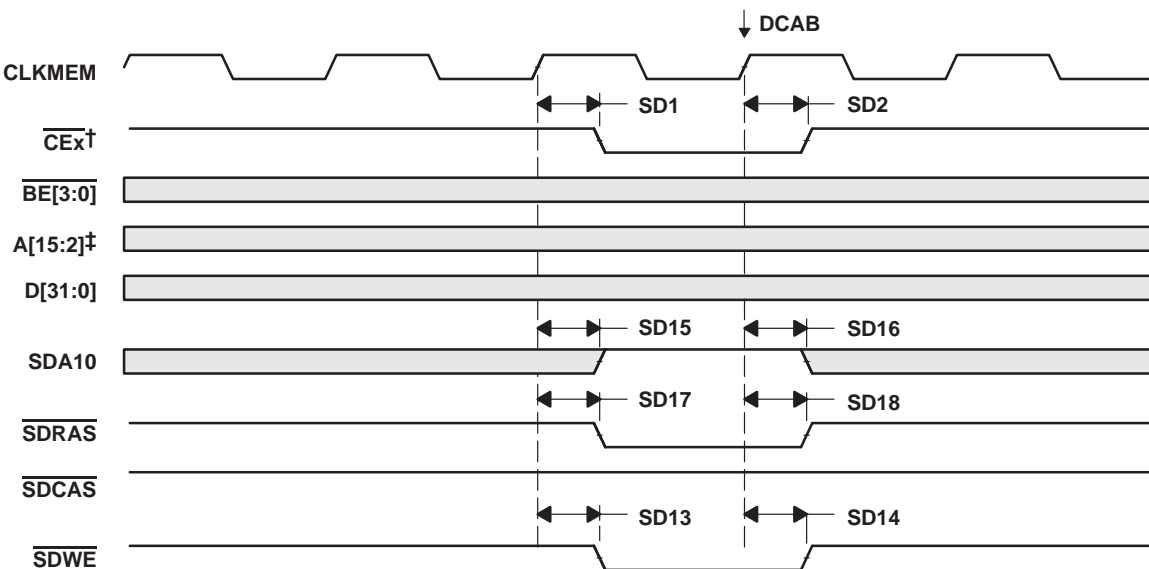 DCAB
CLKMEM
SD1 SD2
CEx†
BE[3:0]
A[15:2]‡
D[31:0]
SD15 SD16
SDA10
SD17 SD18
SDRAS
SDCAS
SD13 SD14
SDWE